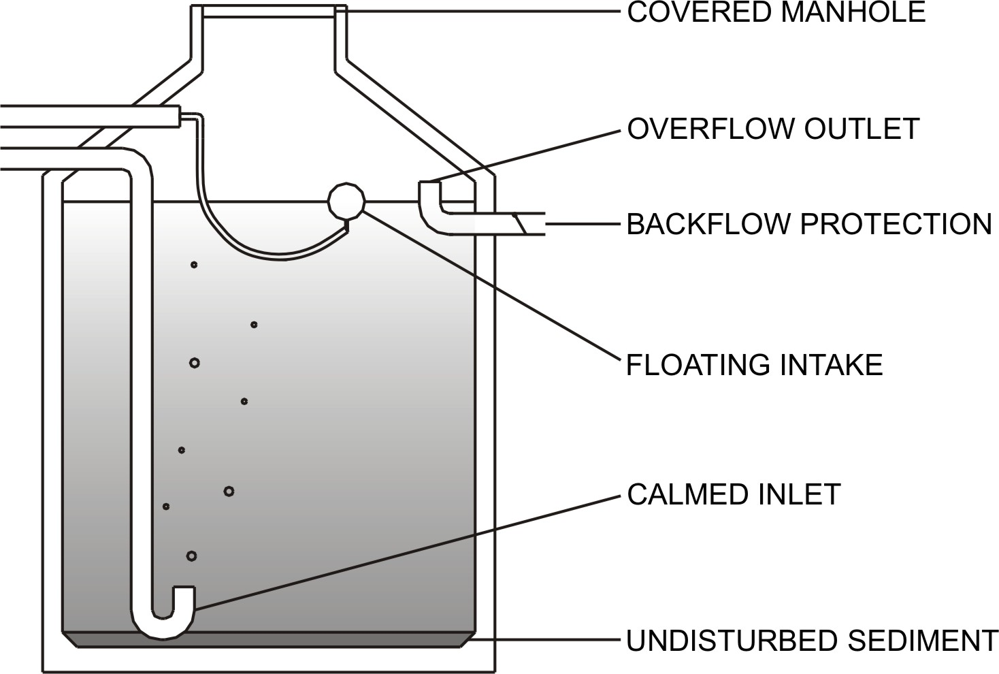 COVERED MANHOLE
OVERFLOW OUTLET
BACKFLOW PROTECTION
FLOATING INTAKE
CALMED INLET
UNDISTURBED SEDIMENT